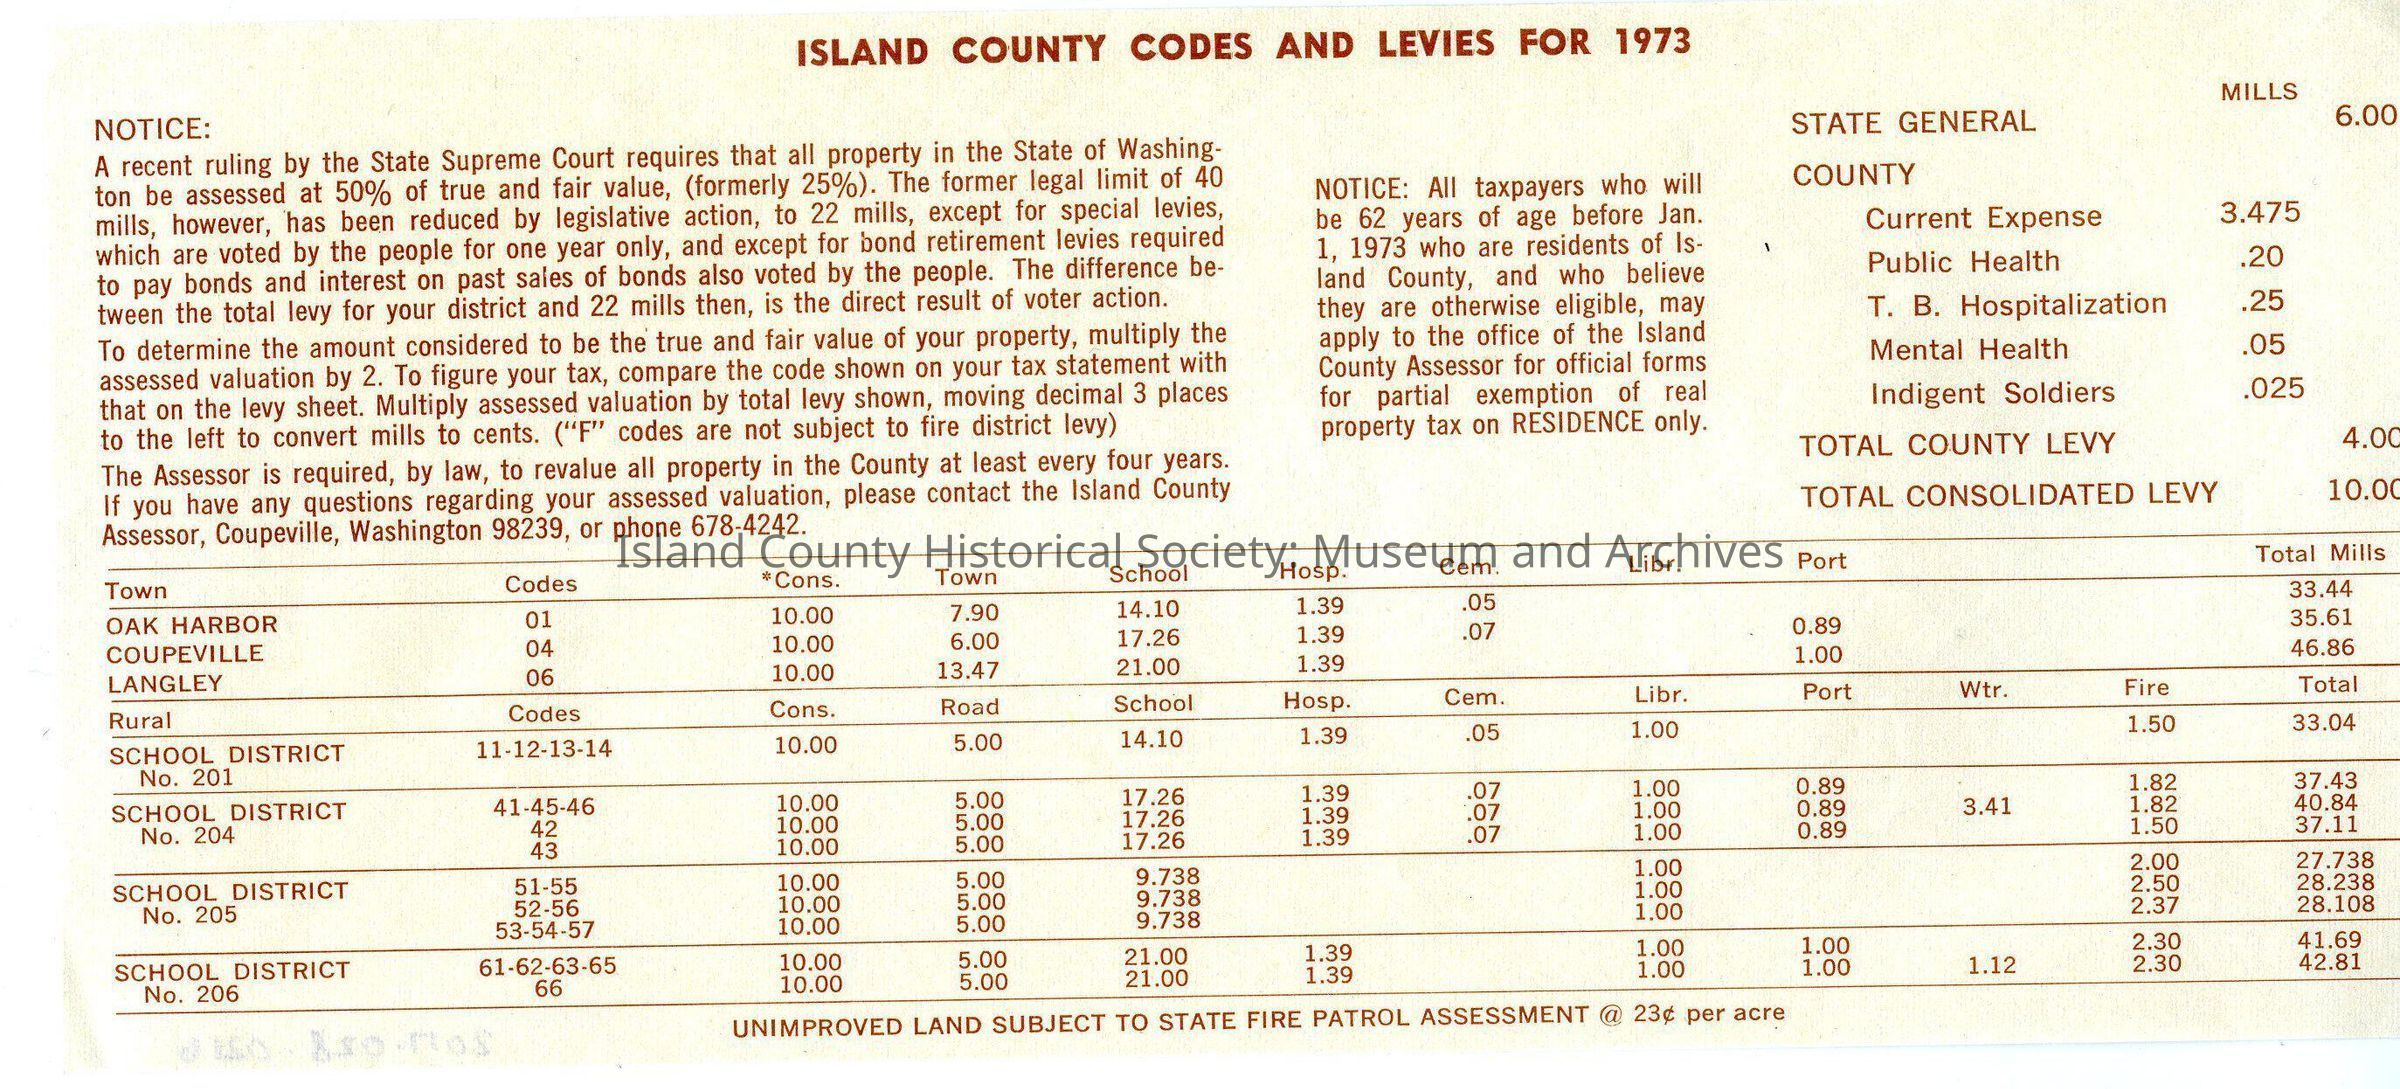 ISLAND COUNTY CODES AND LEVIES FOR 1973
NOTICE:
A recent ruling by the State Supreme Court requires that all property in the State of Washing-
ton be assessed at 50% of true and fair value, (formerly 25%). The former legal limit of 40
mills, however, has been reduced by legislative action, to 22 mills, except for special levies,
which are voted by the people for one year only, and except for bond retirement levies required
to pay bonds and interest on past sales of bonds also voted by the people. The difference be-
tween the total levy for your district and 22 mills then, is the direct result of voter action.
To determine the amount considered to be the true and fair value of your property, multiply the
assessed valuation by 2. To figure your tax, compare the code shown on your tax statement with
that on the levy sheet. Multiply assessed valuation by total levy shown, moving decimal 3 places
to the left to convert mills to cents. ("F" codes are not subject to fire district levy)
The Assessor is required, by law, to revalue all property in the County at least every four years.
If you have any questions regarding your assessed valuation, please contact the Island County
Assessor, Coupeville, Washington 98239, or phone 678-4242.
NOTICE: All taxpayers who will
be 62 years of age before Jan.
1, 1973 who are residents of Is-
land County, and who believe
they are otherwise eligible, may
apply to the office of the Island
County Assessor for official forms
for partial exemption of real
property tax on RESIDENCE only.
MILLS
STATE GENERAL 6.00
COUNTY
Current Expense 3.475
Public Health .20
T. B. Hospitalization .25
Mental Health .05
Indigent Soldiers .025
TOTAL COUNTY LEVY 4.00
TOTAL CONSOLIDATED LEVY 10.00
Island County Historical Society; Museum and Archives
Town Codes *Cons. Town School Hosp. Cem. Libr. Port Total Mills
OAK HARBOR 01 10.00 7.90 14.10 1.39 .05 33.44
COUPEVILLE 04 10.00 6.00 17.26 1.39 .07 0.89 35.61
LANGLEY 06 10.00 13.47 21.00 1.39 1.00 46.86
Rural Codes Cons. Road School Hosp. Cem. Libr. Port Wtr. Fire Total
SCHOOL DISTRICT 11-12-13-14 10.00 5.00 14.10 1.39 .05 1.00 1.50 33.04
No. 201
SCHOOL DISTRICT 41-45-46 10.00 5.00 17.26 1.39 .07 1.00 0.89 1.82 37.43
No. 204 42 10.00 5.00 17.26 1.39 .07 1.00 0.89 3.41 1.82 40.84
43 10.00 5.00 17.26 1.39 .07 1.00 0.89 1.50 37.11
SCHOOL DISTRICT 51-55 10.00 5.00 9.738 1.00 2.00 27.738
No. 205 52-56 10.00 5.00 9.738 1.00 2.50 28.238
53-54-57 10.00 5.00 9.738 1.00 2.37 28.108
SCHOOL DISTRICT 61-62-63-65 10.00 5.00 21.00 1.39 1.00 1.00 2.30 41.69
No. 206 66 10.00 5.00 21.00 1.39 1.00 1.00 1.12 2.30 42.81
UNIMPROVED LAND SUBJECT TO STATE FIRE PATROL ASSESSMENT @ 23¢ per acre